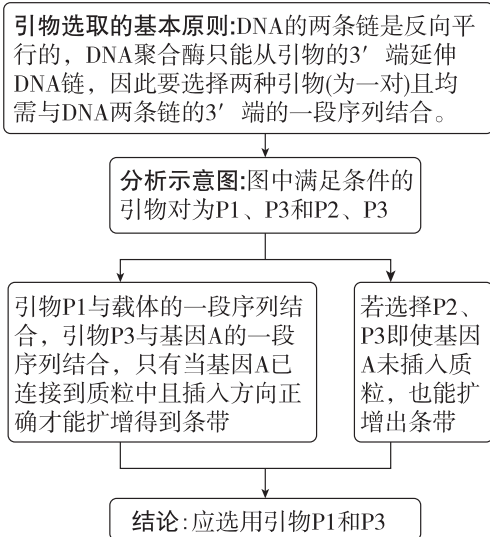 引物选取的基本原则:DNA的两条链是反向平
行的，DNA聚合酶只能从引物的3′端延伸
DNA链，因此要选择两种引物(为一对)且均
需与DNA两条链的3′端的一段序列结合。
分析示意图:图中满足条件的
引物对为P1、P3和P2、P3
引物P1与载体的一段序列结
合，引物P3与基因A的一段
序列结合，只有当基因A已
连接到质粒中且插入方向正
确才能扩增得到条带
若选择P2、
P3即使基因
A未插入质
粒，也能扩
增出条带
结论:应选用引物P1和P3